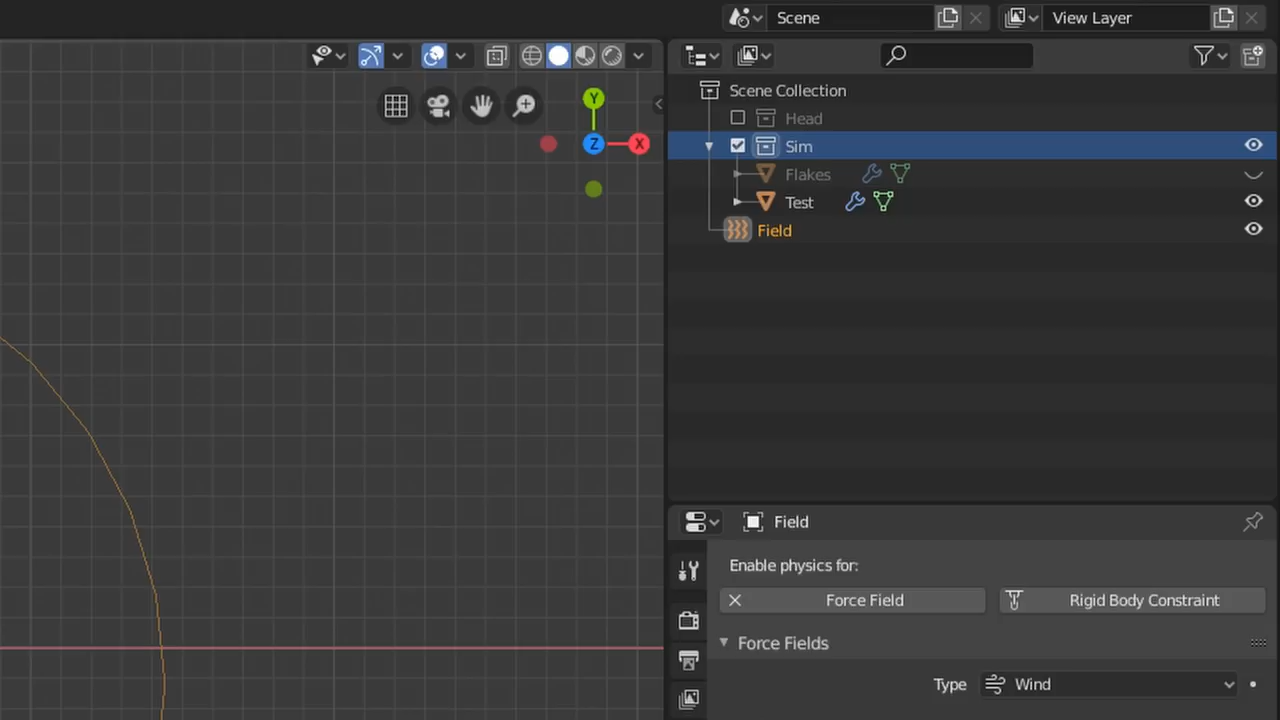 Scene
View Layer
Y
Z
X
Scene Collection
Head
Sim
Flakes
Test
Field
Field
Enable physics for:
Force Field
Rigid Body Constraint
Force Fields
Type
Wind